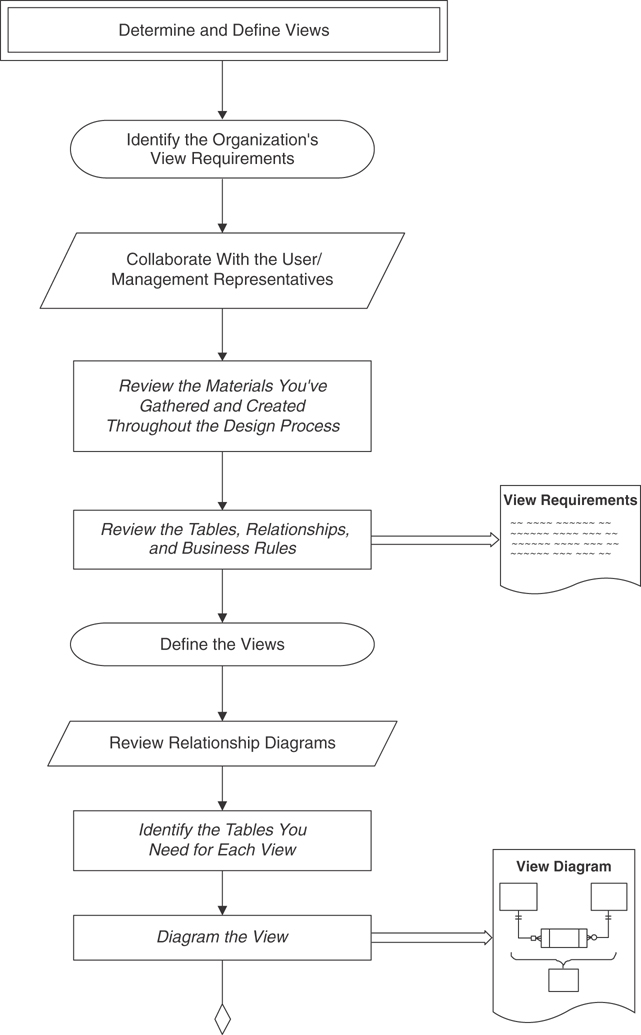 Determine and Define Views
Identify the Organization's
View Requirements
Collaborate With the User/
Management Representatives
Review the Materials You've
Gathered and Created
Throughout the Design Process
Review the Tables, Relationships,
and Business Rules
View Requirements
Define the Views
Review Relationship Diagrams
Identify the Tables You
Need for Each View
View Diagram
Diagram the View